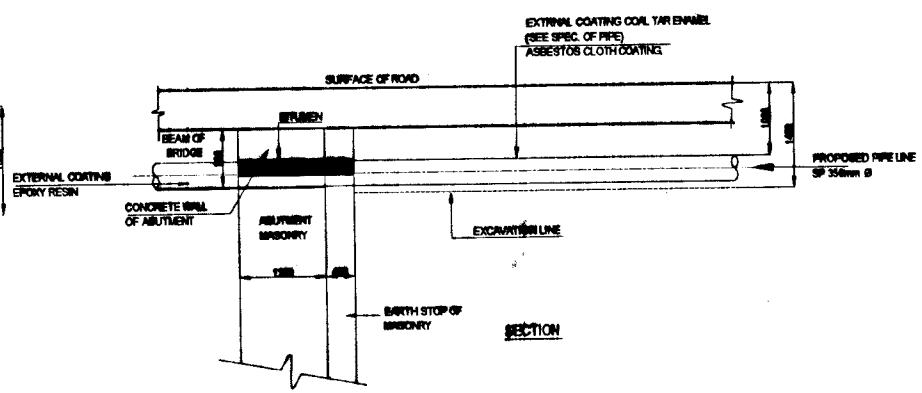 EXTERNAL COATING COAL TAR ENAMEL
(SEE SPEC. OF PIPE)
ASBESTOS CLOTH COATING
SURFACE OF ROAD
BITUMEN
BEAM OF
BRIDGE
EXTERNAL COATING
EPOXY RESIN
CONCRETE WALL
OF ABUTMENT
ABUTMENT
MASONRY
PROPOSED PIPE LINE
SP 350mm Ø
EXCAVATION LINE
EARTH STOP OF
MASONRY
SECTION